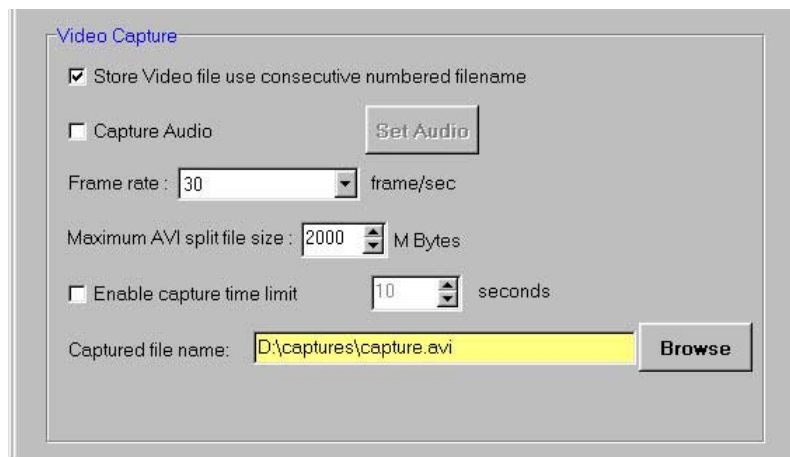 Video Capture
Store Video file use consecutive numbered filename
Capture Audio Set Audio
Frame rate : 30 frame/sec
Maximum AVI split file size : 2000 M Bytes
Enable capture time limit 10 seconds
Captured file name: D:\captures\capture.avi Browse